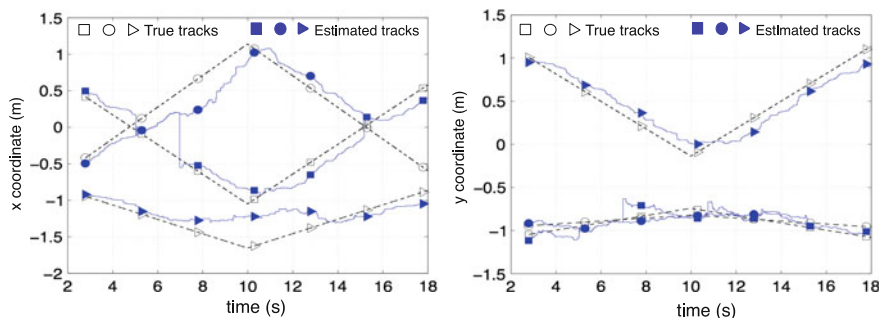 True tracks
Estimated tracks
1.5
1
0.5
0
−0.5
−1
−1.5
−2
x coordinate (m)
2 4 6 8 10 12 14 16 18
time (s)
True tracks
Estimated tracks
1.5
1
0.5
0
−0.5
−1
−1.5
y coordinate (m)
2 4 6 8 10 12 14 16 18
time (s)